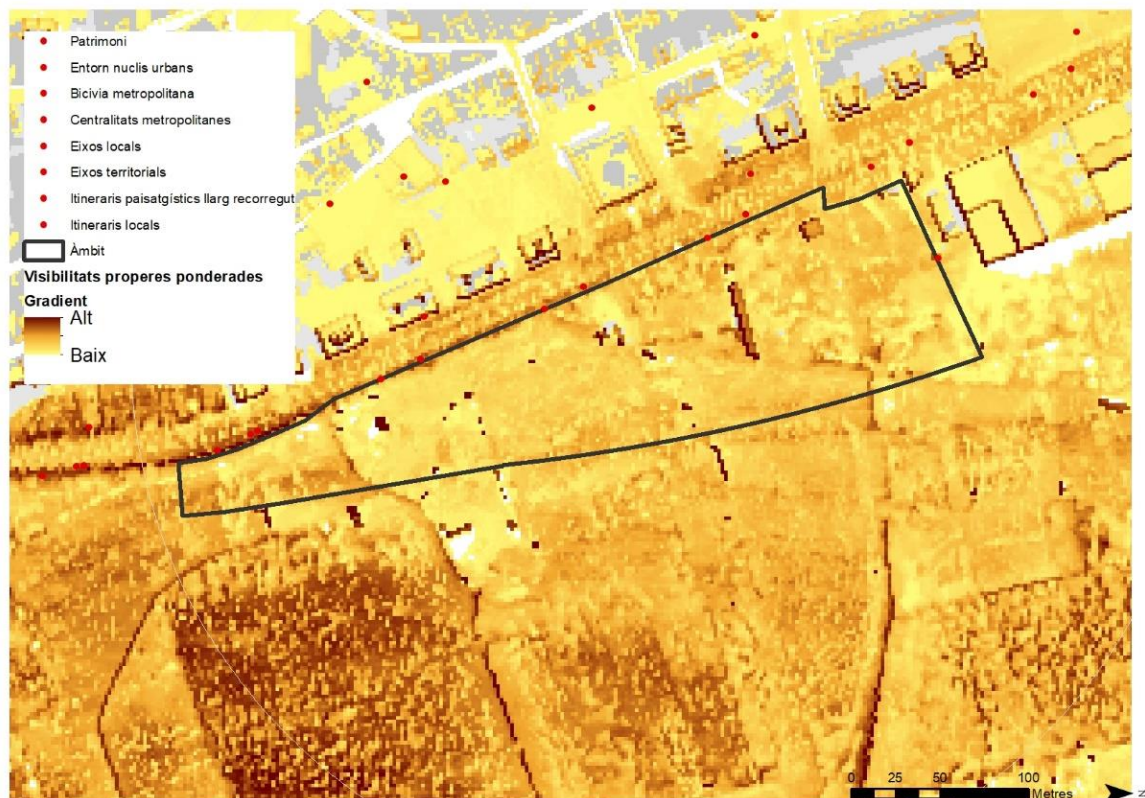 Patrimoni
Entorn nuclis urbans
Bicivia metropolitana
Centralitats metropolitanes
Eixos locals
Eixos territorials
Itineraris paisatgístics llarg recorregut
Itineraris locals
Àmbit
Visibilitats properes ponderades
Gradient
Alt
Baix
0 25 50 100
Metres
N